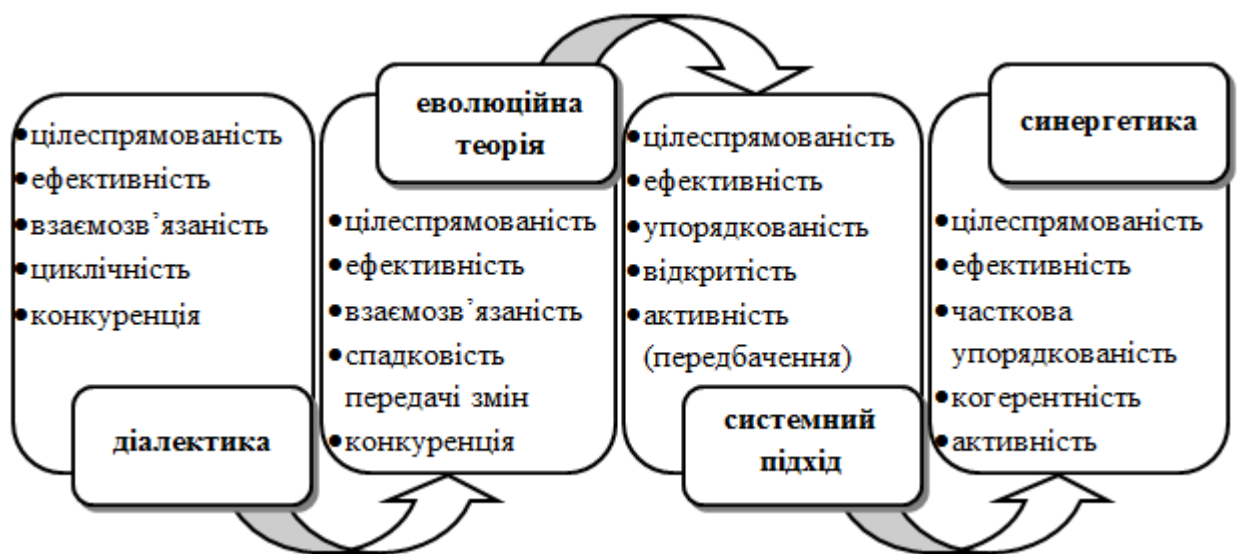 •цілеспрямованість
•ефективність
•взаємозв’язаність
•циклічність
•конкуренція
діалектика
еволюційна
теорія
•цілеспрямованість
•ефективність
•взаємозв’язаність
•спадковість
передачі змін
•конкуренція
•цілеспрямованість
•ефективність
•упорядкованість
•відкритість
•активність
(передбачення)
системний
підхід
синергетика
•цілеспрямованість
•ефективність
•часткова
упорядкованість
•когерентність
•активність